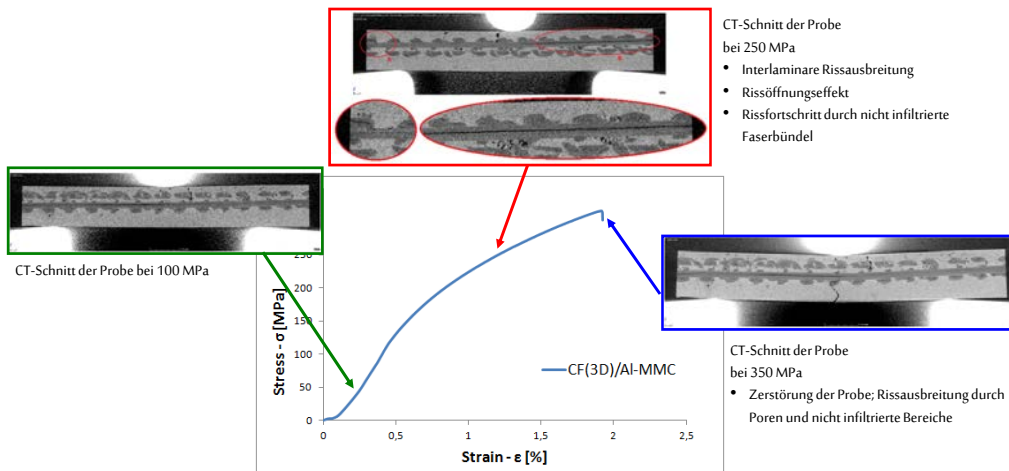 CT-Schnitt der Probe
bei 250 MPa
• Interlaminare Rissausbreitung
• Rissöffnungseffekt
• Rissfortschritt durch nicht infiltrierte
Faserbündel
CT-Schnitt der Probe bei 100 MPa
Stress - σ [MPa]
250
200
150
100
50
0
0
0,5
1
1,5
2
2,5
Strain - ε [%]
CF(3D)/Al-MMC
CT-Schnitt der Probe
bei 350 MPa
• Zerstörung der Probe; Rissausbreitung durch
Poren und nicht infiltrierte Bereiche